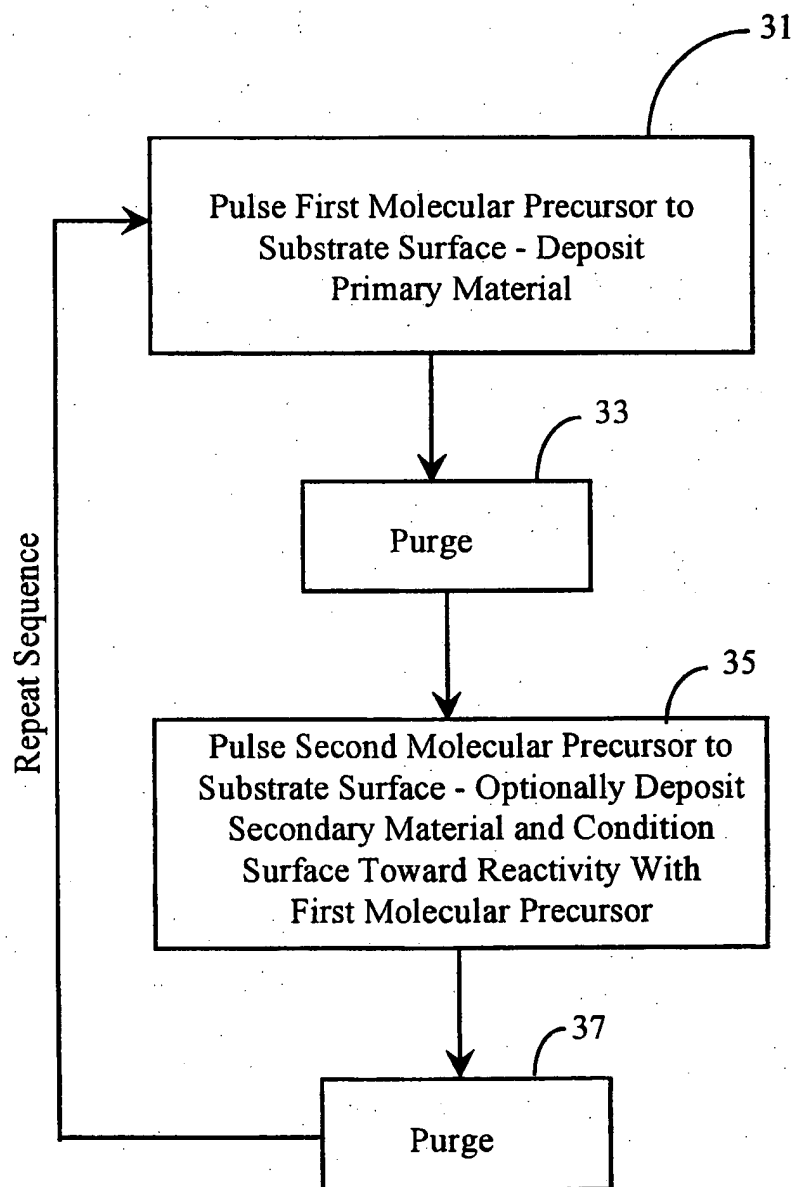 31
Pulse First Molecular Precursor to
Substrate Surface - Deposit
Primary Material
33
Purge
35
Pulse Second Molecular Precursor to
Substrate Surface - Optionally Deposit
Secondary Material and Condition
Surface Toward Reactivity With
First Molecular Precursor
37
Purge
Repeat Sequence